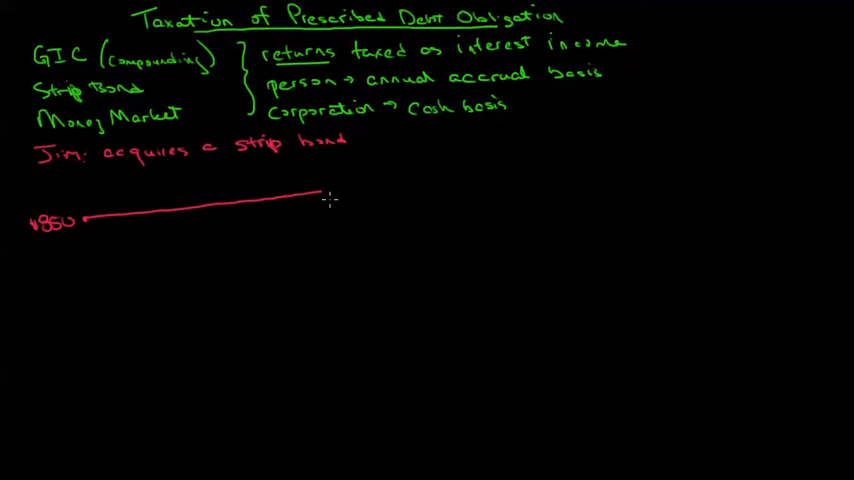 Taxation of Prescribed Debt Obligation
GIC (compounding)
Strip Bond
Money Market
returns taxed as interest income
person → annual accrual basis
corporation → cash basis
Jim: acquires a strip bond
$850